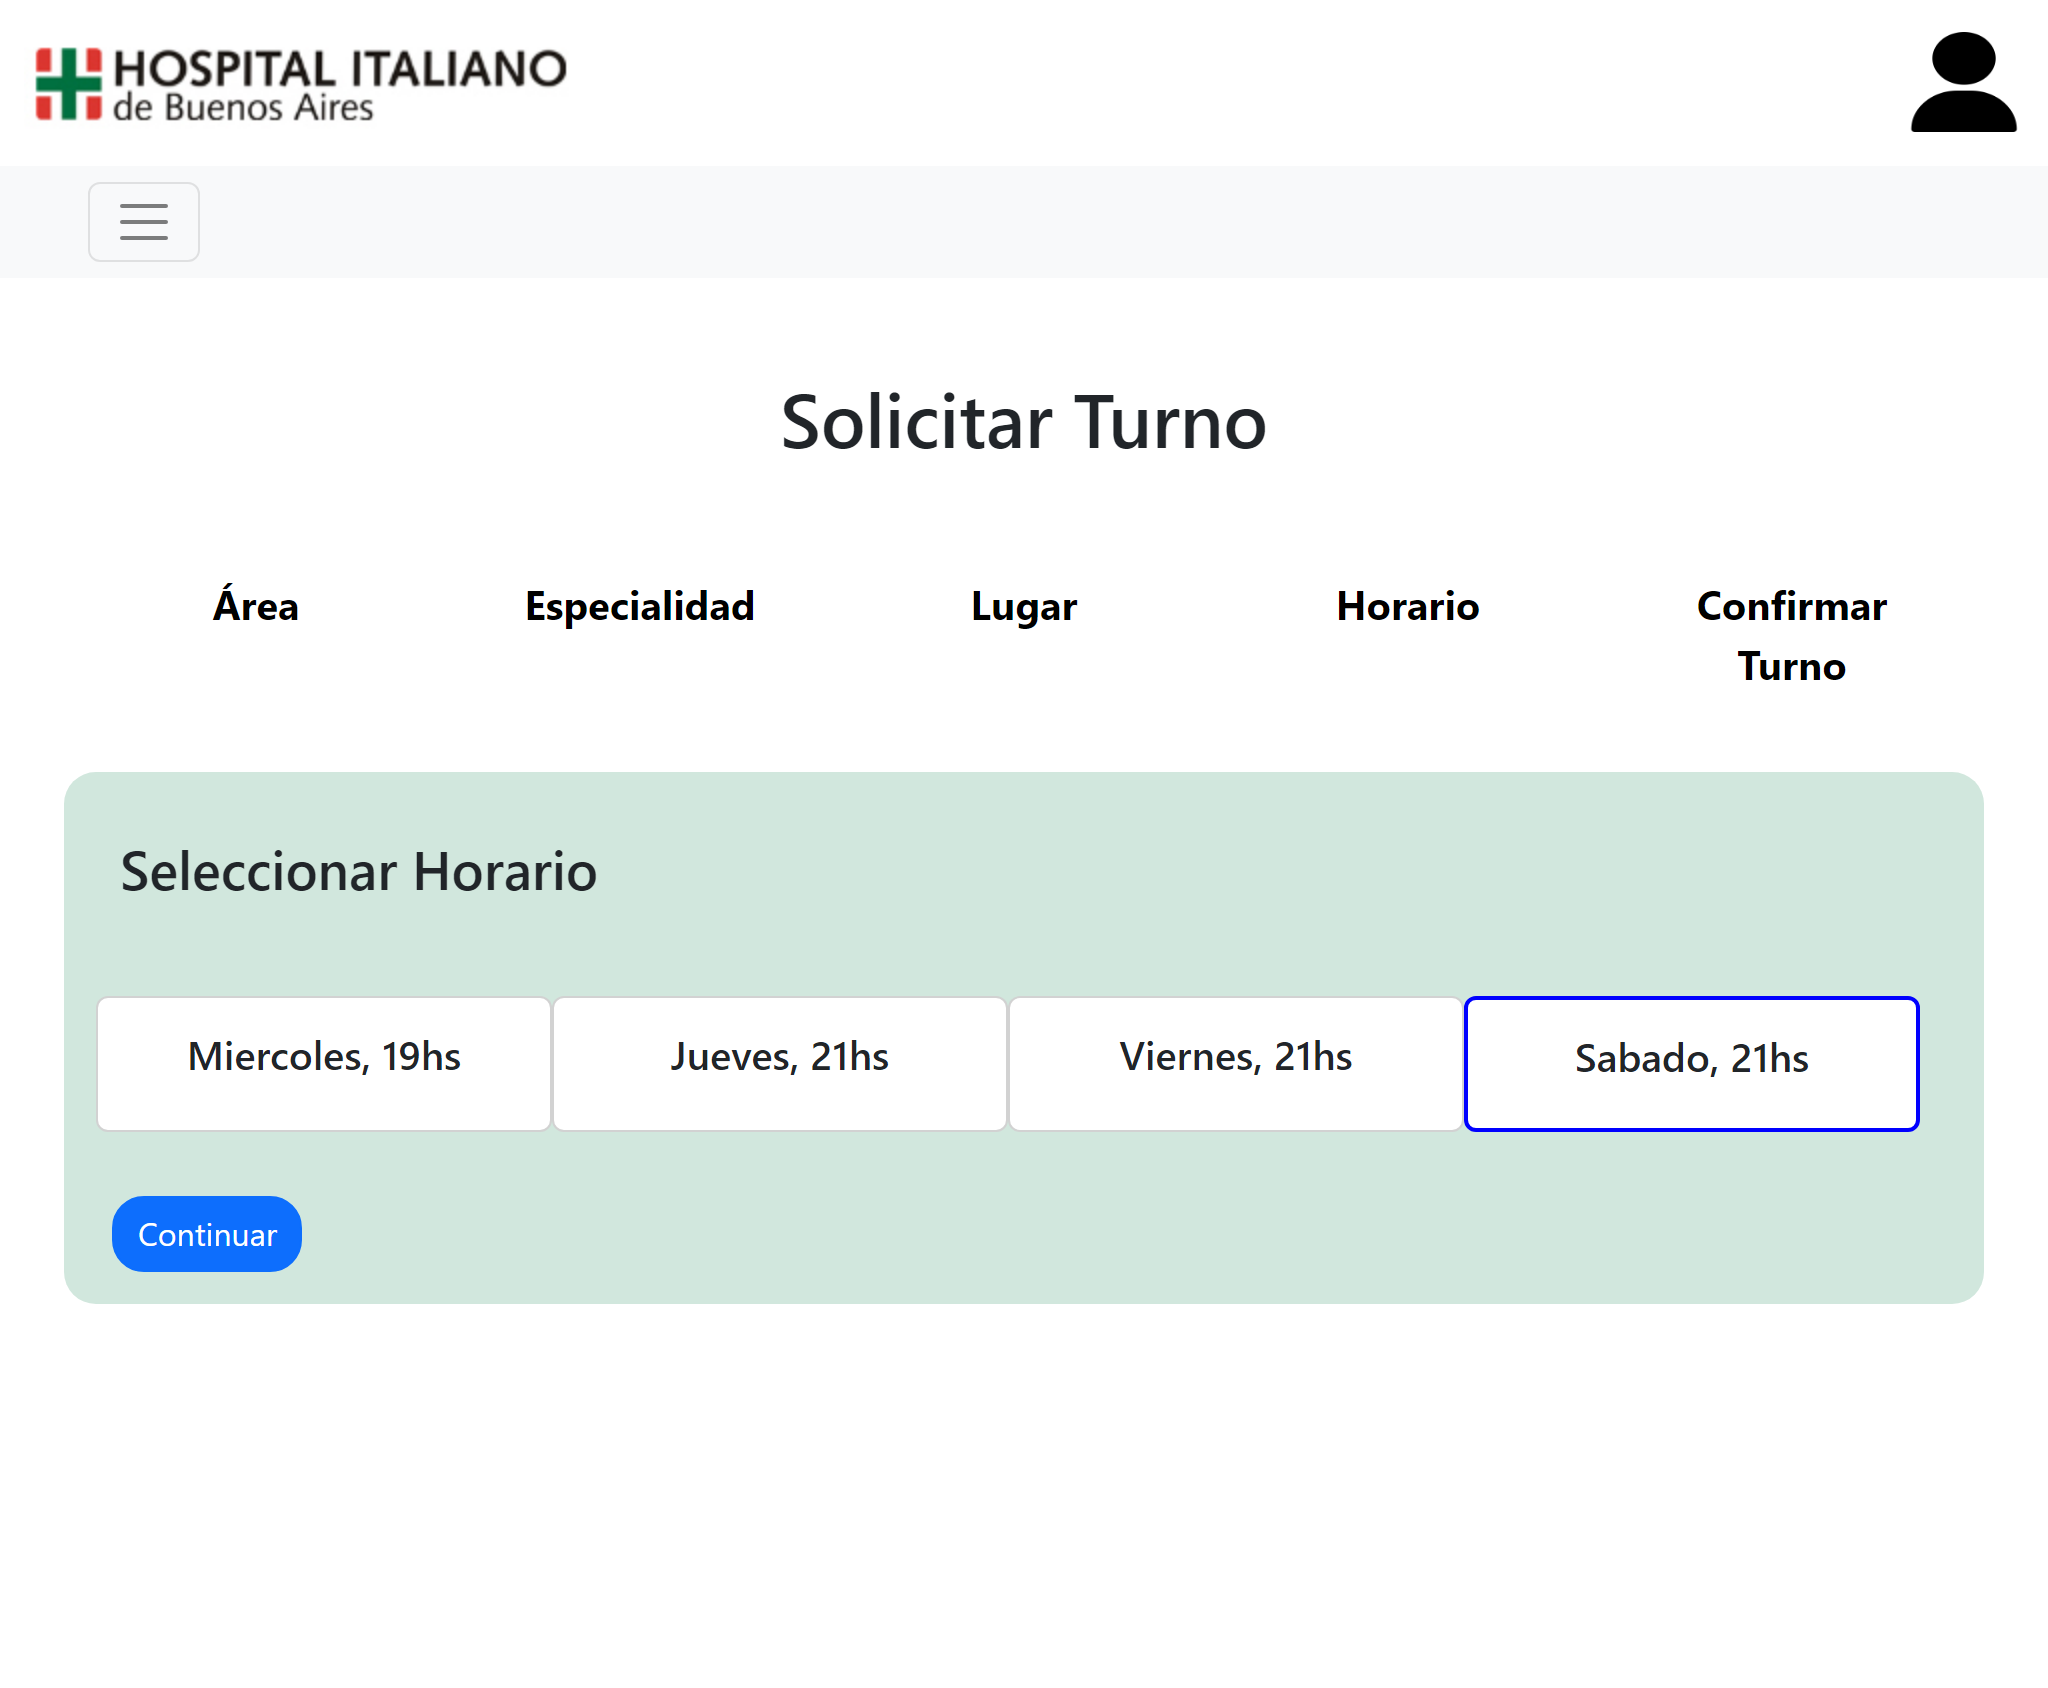 HOSPITAL ITALIANO
de Buenos Aires
Solicitar Turno
Área
Especialidad
Lugar
Horario
Confirmar
Turno
Seleccionar Horario
Miercoles, 19hs
Jueves, 21hs
Viernes, 21hs
Sabado, 21hs
Continuar